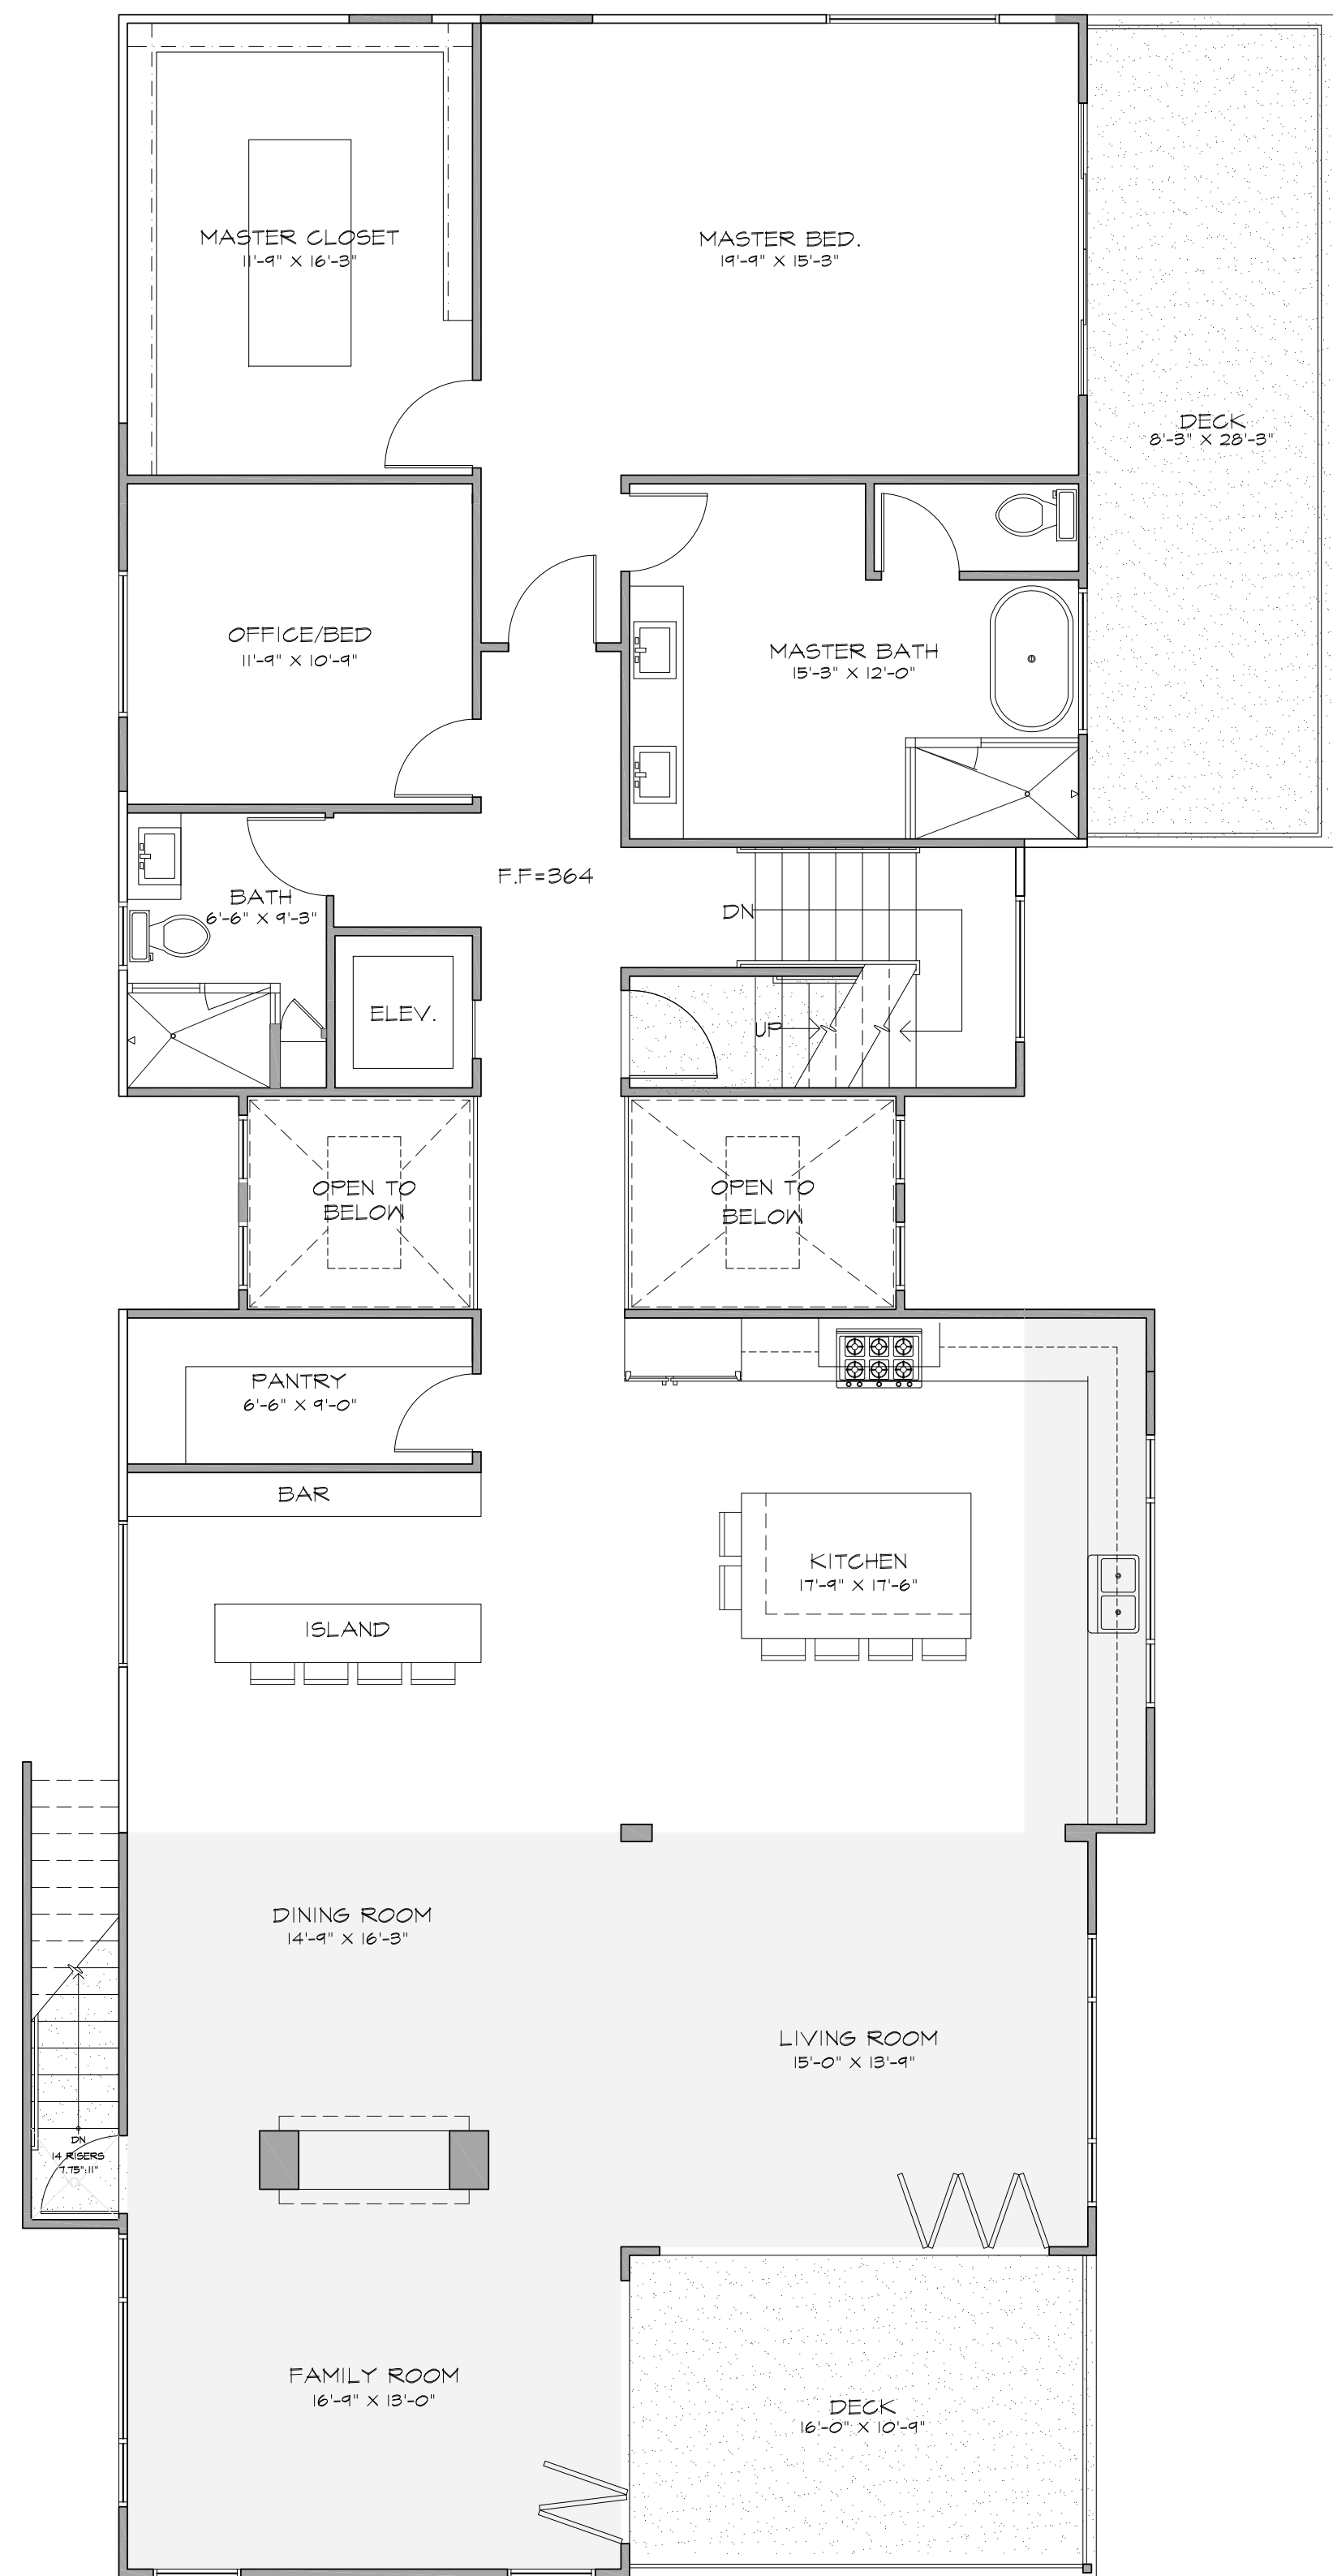 MASTER CLOSET
11'-9" X 16'-3"
MASTER BED.
19'-9" X 15'-3"
DECK
8'-3" X 28'-3"
OFFICE/BED
11'-9" X 10'-9"
MASTER BATH
15'-3" X 12'-0"
F.F=364
BATH
6'-6" X 9'-3"
DN
ELEV.
UP
OPEN TO
BELOW
OPEN TO
BELOW
PANTRY
6'-6" X 9'-0"
BAR
KITCHEN
17'-9" X 17'-6"
ISLAND
DINING ROOM
14'-9" X 16'-3"
LIVING ROOM
15'-0" X 13'-9"
DN
14 RISERS
7.75":11"
FAMILY ROOM
16'-9" X 13'-0"
DECK
16'-0" X 10'-9"